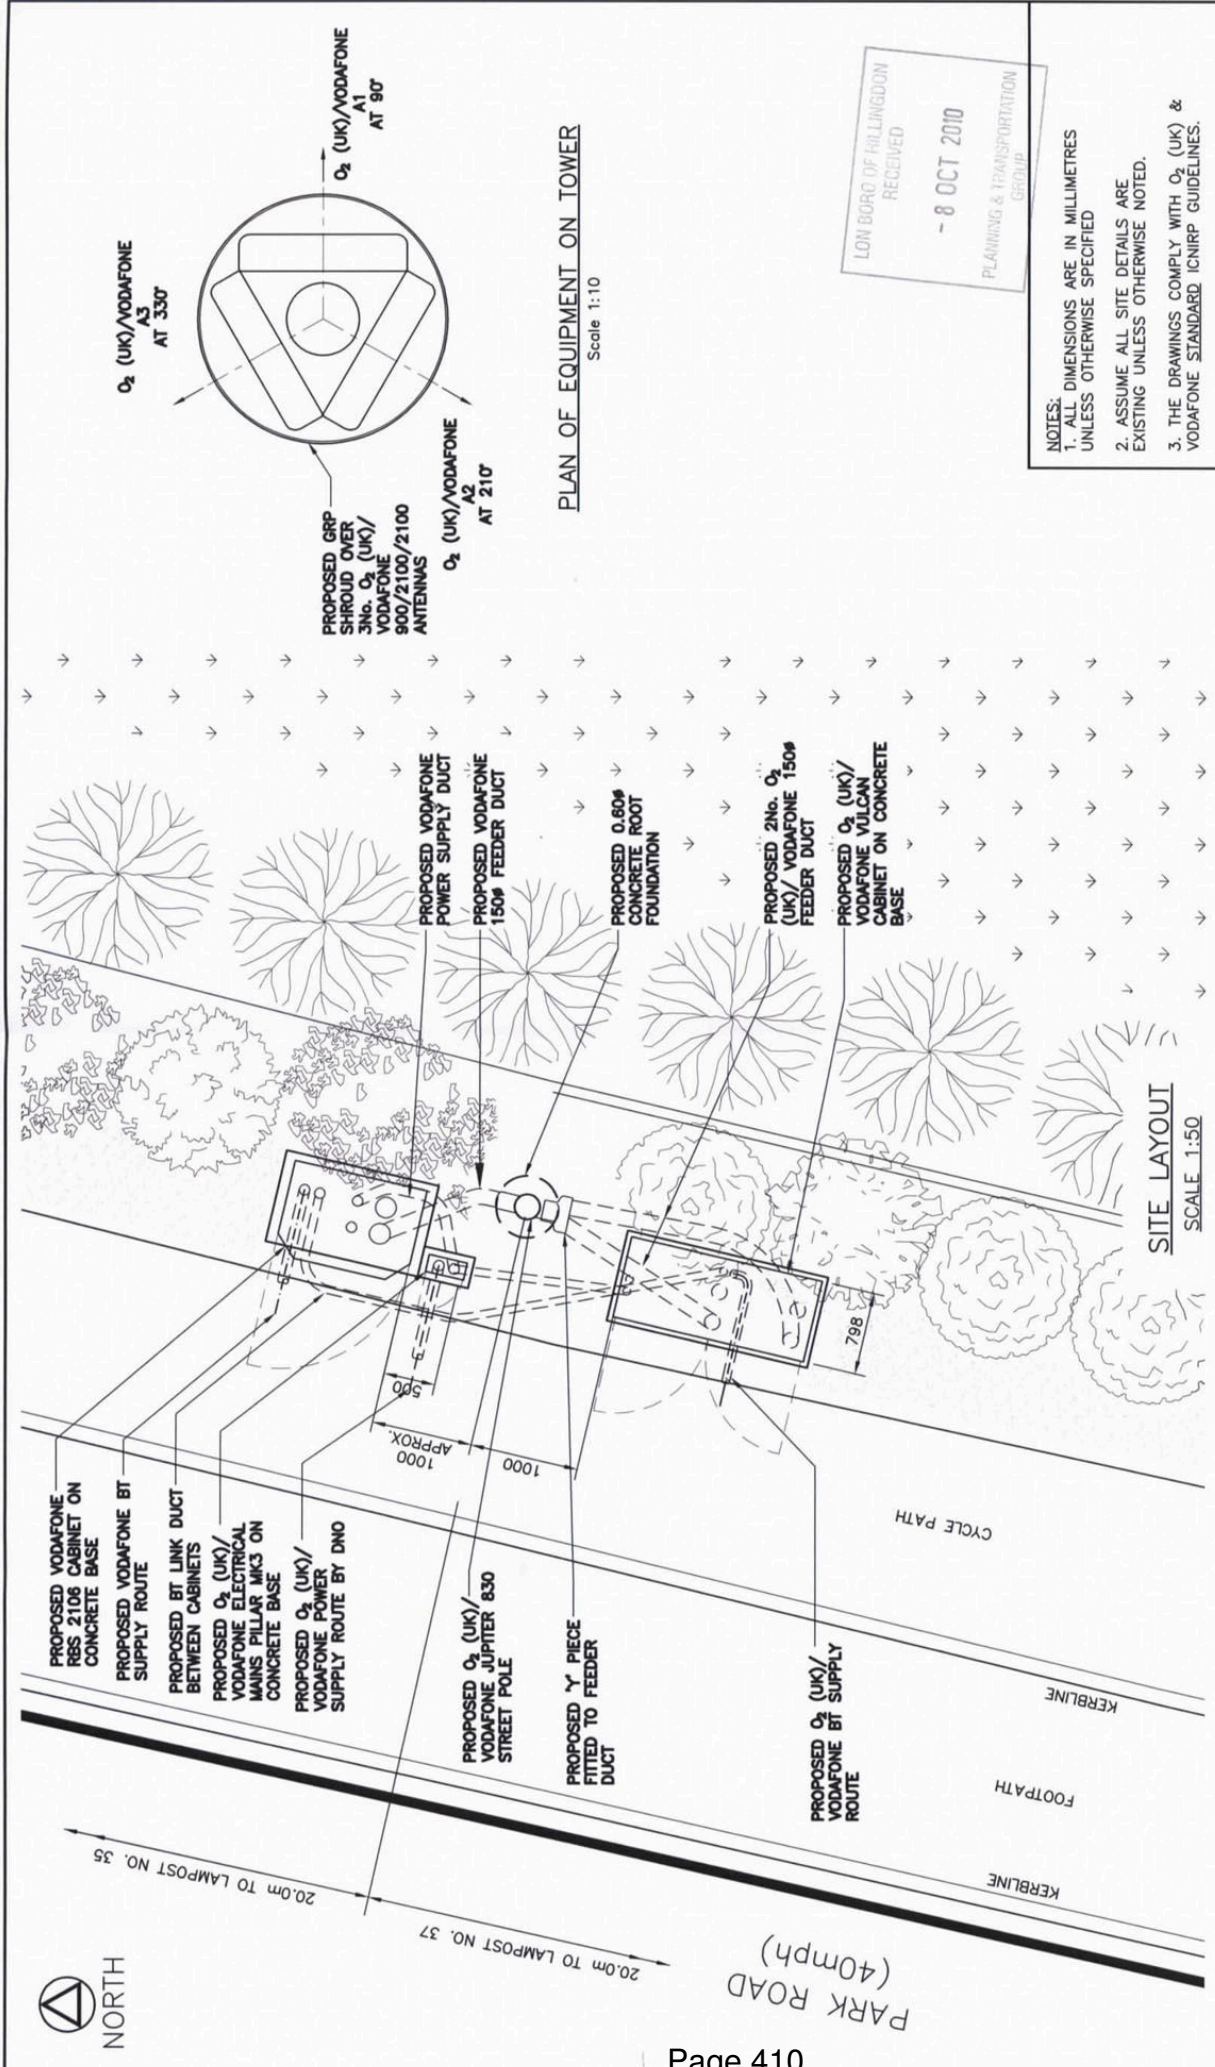 O₂ (UK)/VODAFONE
A3
AT 330°
O₂ (UK)/VODAFONE
A1
AT 90°
PROPOSED GRP
SHROUD OVER
3No. O₂ (UK)/
VODAFONE
900/2100/2100
ANTENNAS
O₂ (UK)/VODAFONE
A2
AT 210°
PLAN OF EQUIPMENT ON TOWER
Scale 1:10
LON BORO OF HILLINGDON
RECEIVED
- 8 OCT 2010
PLANNING & TRANSPORTATION
GROUP
NOTES:
1. ALL DIMENSIONS ARE IN MILLIMETRES
UNLESS OTHERWISE SPECIFIED
2. ASSUME ALL SITE DETAILS ARE
EXISTING UNLESS OTHERWISE NOTED.
3. THE DRAWINGS COMPLY WITH O₂ (UK) &
VODAFONE STANDARD ICNIRP GUIDELINES.
PROPOSED VODAFONE
POWER SUPPLY DUCT
PROPOSED VODAFONE
150ø FEEDER DUCT
PROPOSED 0.60ø
CONCRETE ROOT
FOUNDATION
PROPOSED 2No. O₂
(UK)/ VODAFONE 150ø
FEEDER DUCT
PROPOSED O₂ (UK)/
VODAFONE VULCAN
CABINET ON CONCRETE
BASE
PROPOSED VODAFONE
RBS 2106 CABINET ON
CONCRETE BASE
PROPOSED VODAFONE BT
SUPPLY ROUTE
PROPOSED BT LINK DUCT
BETWEEN CABINETS
PROPOSED O₂ (UK)/
VODAFONE ELECTRICAL
MAINS PILLAR MK3 ON
CONCRETE BASE
PROPOSED O₂ (UK)/
VODAFONE POWER
SUPPLY ROUTE BY DNO
PROPOSED O₂ (UK)/
VODAFONE JUPITER 830
STREET POLE
PROPOSED 'Y' PIECE
FITTED TO FEEDER
DUCT
PROPOSED O₂ (UK)/
VODAFONE BT SUPPLY
ROUTE
500
1000
APPROX.
1000
798
CYCLE PATH
KERBLINE
FOOTPATH
KERBLINE
20.0m TO LAMPOST NO. 35
20.0m TO LAMPOST NO. 37
PARK ROAD
(40mph)
NORTH
SITE LAYOUT
SCALE 1:50
Page 410